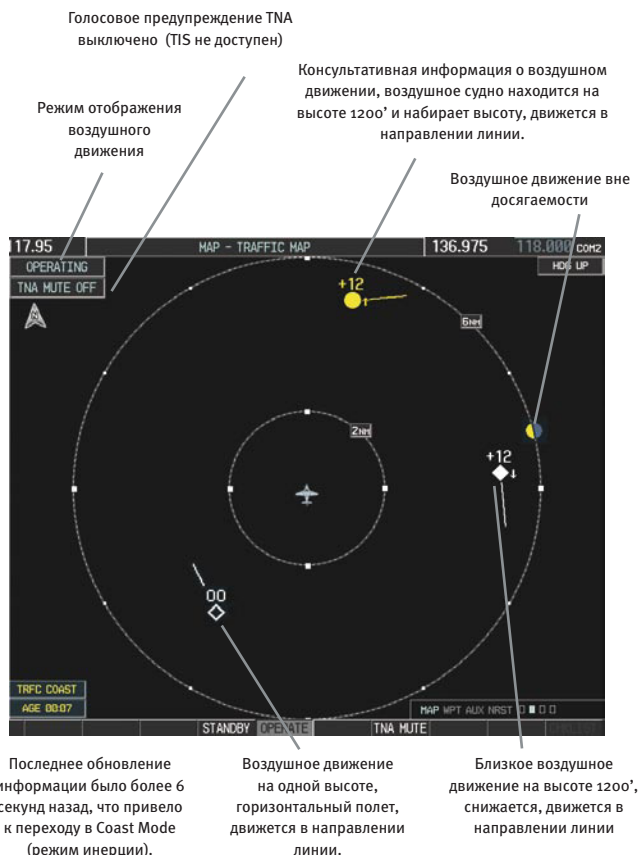 Голосовое предупреждение TNA
выключено (TIS не доступен)
Консультативная информация о воздушном
движении, воздушное судно находится на
высоте 1200’ и набирает высоту, движется в
направлении линии.
Режим отображения
воздушного
движения
Воздушное движение вне
досягаемости
117.95
MAP – TRAFFIC MAP
136.975
118.000 COM2
OPERATING
HDG UP
TNA MUTE OFF
N
+12
6NM
2NM
+12
00
TRFC COAST
AGE 00:07
MAP WPT AUX NRST
STANDBY
OPERATE
TNA MUTE
Последнее обновление
информации было более 6
секунд назад, что привело
к переходу в Coast Mode
(режим инерции).
Воздушное движение
на одной высоте,
горизонтальный полет,
движется в направлении
линии.
Близкое воздушное
движение на высоте 1200’,
снижается, движется в
направлении линии